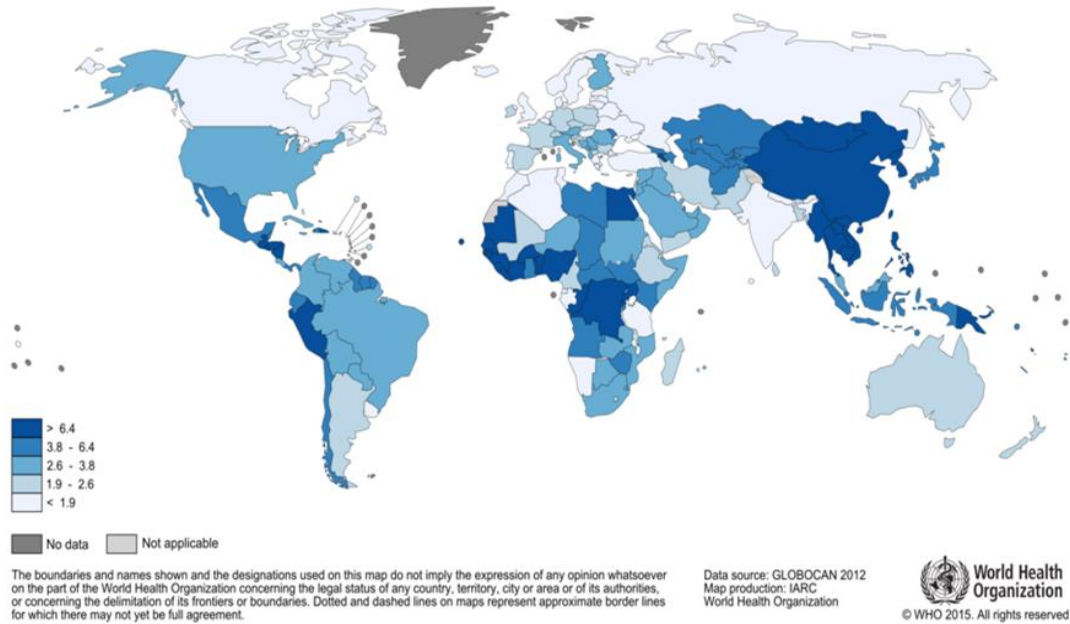 > 6.4
3.8 - 6.4
2.6 - 3.8
1.9 - 2.6
< 1.9
No data
Not applicable
The boundaries and names shown and the designations used on this map do not imply the expression of any opinion whatsoever
on the part of the World Health Organization concerning the legal status of any country, territory, city or area or of its authorities,
or concerning the delimitation of its frontiers or boundaries. Dotted and dashed lines on maps represent approximate border lines
for which there may not yet be full agreement.
Data source: GLOBOCAN 2012
Map production: IARC
World Health Organization
World Health
Organization
© WHO 2015. All rights reserved